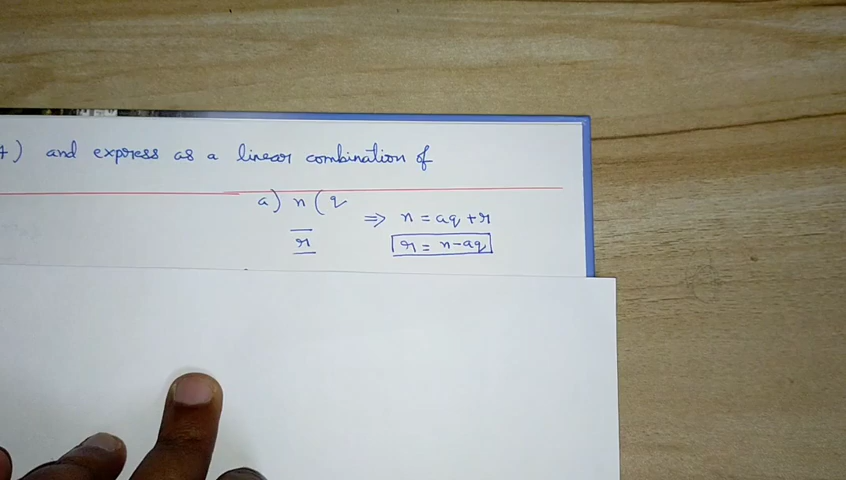 ) and express as a linear combination of
a) n ( q
r
⇒ n = aq + r
r = n - aq